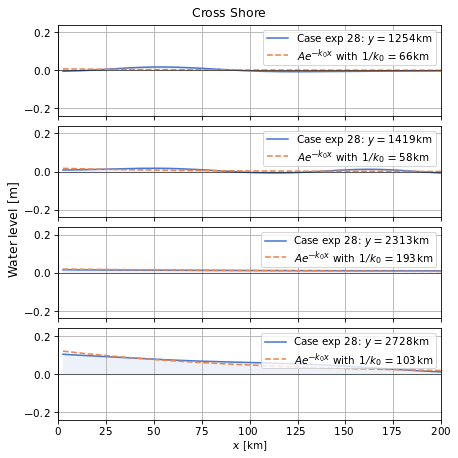 Cross Shore
0.2
0.0
−0.2
Case exp 28: y = 1254km
Ae^{−k₀x} with 1/k₀ = 66km
0.2
0.0
−0.2
Case exp 28: y = 1419km
Ae^{−k₀x} with 1/k₀ = 58km
Water level [m]
0.2
0.0
−0.2
Case exp 28: y = 2313km
Ae^{−k₀x} with 1/k₀ = 193km
0.2
0.0
−0.2
Case exp 28: y = 2728km
Ae^{−k₀x} with 1/k₀ = 103km
0 25 50 75 100 125 150 175 200
x [km]